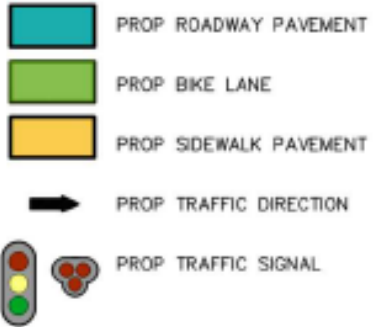 PROP ROADWAY PAVEMENT
PROP BIKE LANE
PROP SIDEWALK PAVEMENT
PROP TRAFFIC DIRECTION
PROP TRAFFIC SIGNAL